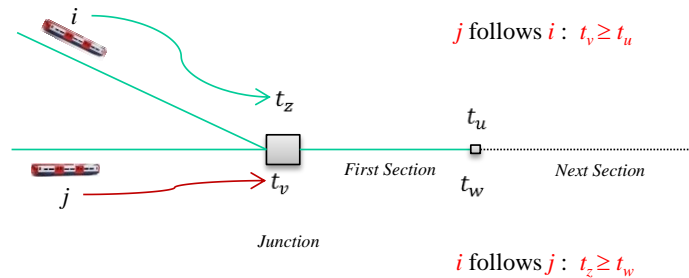 i
j follows i : t_v ≥ t_u
t_z
t_u
First Section
Next Section
t_v
t_w
j
Junction
i follows j : t_z ≥ t_w